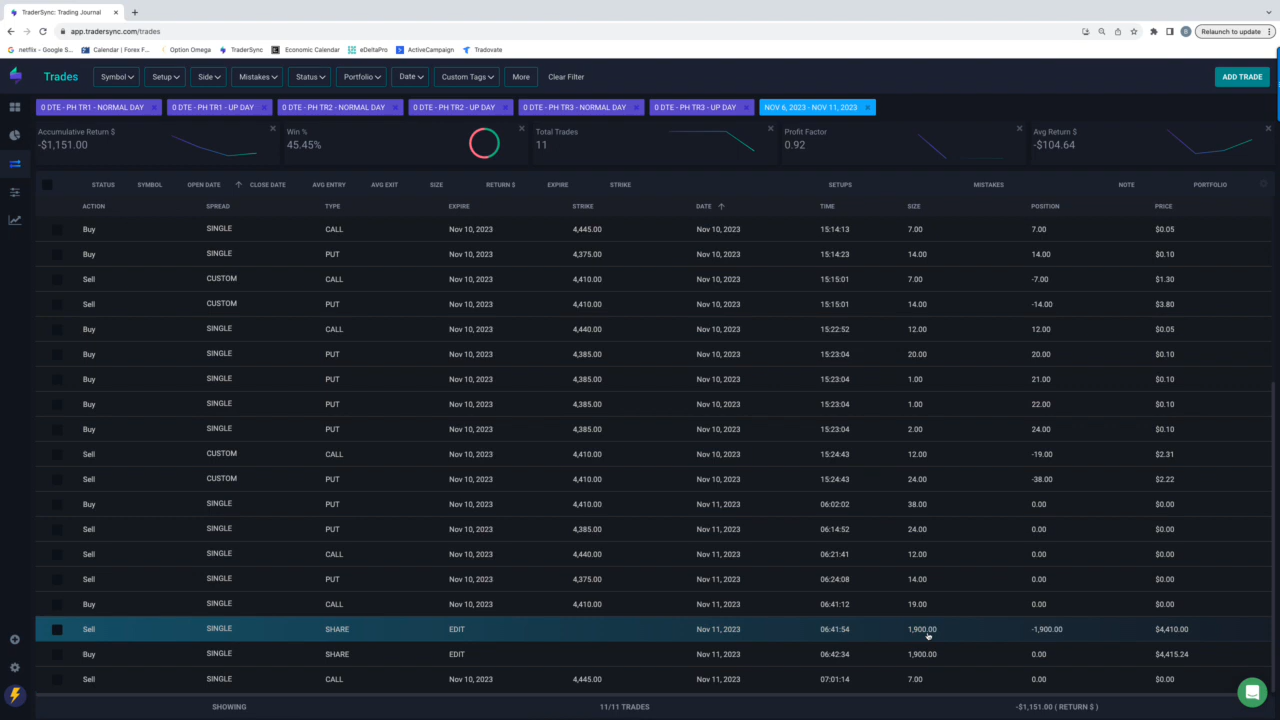 TraderSync: Trading Journal
app.tradersync.com/trades
Relaunch to update
netflix - Google S... Calendar | Forex F... Option Omega TraderSync Economic Calendar eDeltaPro ActiveCampaign Tradovate
Trades Symbol Setup Side Mistakes Status Portfolio Date Custom Tags More Clear Filter ADD TRADE
0 DTE - PH TR1 - NORMAL DAY 0 DTE - PH TR1 - UP DAY 0 DTE - PH TR2 - NORMAL DAY 0 DTE - PH TR2 - UP DAY 0 DTE - PH TR3 - NORMAL DAY 0 DTE - PH TR3 - UP DAY NOV 6, 2023 - NOV 11, 2023
Accumulative Return $ Win % Total Trades Profit Factor Avg Return $
-$1,151.00 45.45% 11 0.92 -$104.64
STATUS SYMBOL OPEN DATE CLOSE DATE AVG ENTRY AVG EXIT SIZE RETURN $ EXPIRE STRIKE SETUPS MISTAKES NOTE PORTFOLIO
ACTION SPREAD TYPE EXPIRE STRIKE DATE TIME SIZE POSITION PRICE
Buy SINGLE CALL Nov 10, 2023 4,445.00 Nov 10, 2023 15:14:13 7.00 7.00 $0.05
Buy SINGLE PUT Nov 10, 2023 4,375.00 Nov 10, 2023 15:14:23 14.00 14.00 $0.10
Sell CUSTOM CALL Nov 10, 2023 4,410.00 Nov 10, 2023 15:15:01 7.00 -7.00 $1.30
Sell CUSTOM PUT Nov 10, 2023 4,410.00 Nov 10, 2023 15:15:01 14.00 -14.00 $3.80
Buy SINGLE CALL Nov 10, 2023 4,440.00 Nov 10, 2023 15:22:52 12.00 12.00 $0.05
Buy SINGLE PUT Nov 10, 2023 4,385.00 Nov 10, 2023 15:23:04 20.00 20.00 $0.10
Buy SINGLE PUT Nov 10, 2023 4,385.00 Nov 10, 2023 15:23:04 1.00 21.00 $0.10
Buy SINGLE PUT Nov 10, 2023 4,385.00 Nov 10, 2023 15:23:04 1.00 22.00 $0.10
Buy SINGLE PUT Nov 10, 2023 4,385.00 Nov 10, 2023 15:23:04 2.00 24.00 $0.10
Sell CUSTOM CALL Nov 10, 2023 4,410.00 Nov 10, 2023 15:24:43 12.00 -19.00 $2.31
Sell CUSTOM PUT Nov 10, 2023 4,410.00 Nov 10, 2023 15:24:43 24.00 -38.00 $2.22
Buy SINGLE PUT Nov 10, 2023 4,410.00 Nov 11, 2023 06:02:02 38.00 0.00 $0.00
Sell SINGLE PUT Nov 10, 2023 4,385.00 Nov 11, 2023 06:14:52 24.00 0.00 $0.00
Sell SINGLE CALL Nov 10, 2023 4,440.00 Nov 11, 2023 06:21:41 12.00 0.00 $0.00
Sell SINGLE PUT Nov 10, 2023 4,375.00 Nov 11, 2023 06:24:08 14.00 0.00 $0.00
Buy SINGLE CALL Nov 10, 2023 4,410.00 Nov 11, 2023 06:41:12 19.00 0.00 $0.00
Sell SINGLE SHARE EDIT Nov 11, 2023 06:41:54 1,900.00 -1,900.00 $4,410.00
Buy SINGLE SHARE EDIT Nov 11, 2023 06:42:34 1,900.00 0.00 $4,415.24
Sell SINGLE CALL Nov 10, 2023 4,445.00 Nov 11, 2023 07:01:14 7.00 0.00 $0.00
SHOWING 11/11 TRADES -$1,151.00 ( RETURN $ )